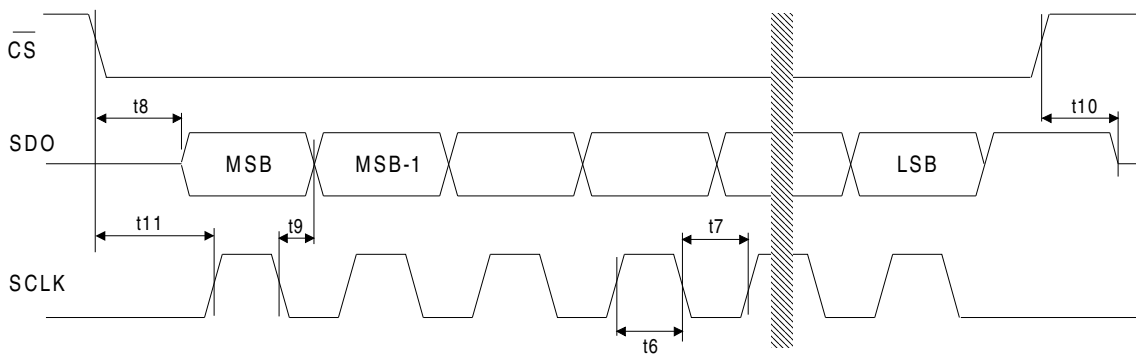 CS
t8
t10
SDO
MSB
MSB-1
LSB
t11
t9
t7
SCLK
t6